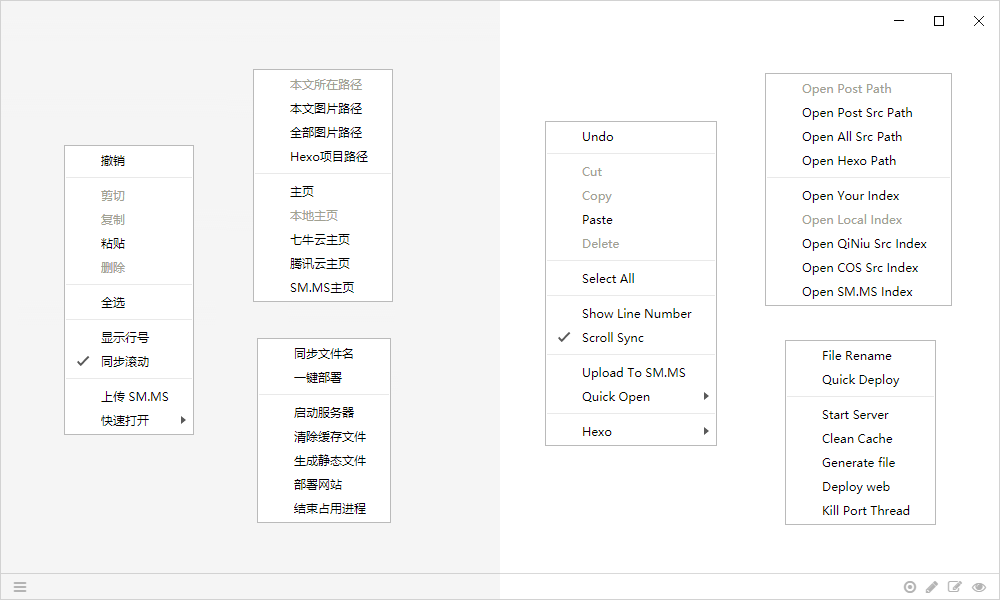 撤销
剪切
复制
粘贴
删除
全选
显示行号
同步滚动
上传 SM.MS
快速打开
本文所在路径
本文图片路径
全部图片路径
Hexo项目路径
主页
本地主页
七牛云主页
腾讯云主页
SM.MS主页
同步文件名
一键部署
启动服务器
清除缓存文件
生成静态文件
部署网站
结束占用进程
Undo
Cut
Copy
Paste
Delete
Select All
Show Line Number
Scroll Sync
Upload To SM.MS
Quick Open
Hexo
Open Post Path
Open Post Src Path
Open All Src Path
Open Hexo Path
Open Your Index
Open Local Index
Open QiNiu Src Index
Open COS Src Index
Open SM.MS Index
File Rename
Quick Deploy
Start Server
Clean Cache
Generate file
Deploy web
Kill Port Thread